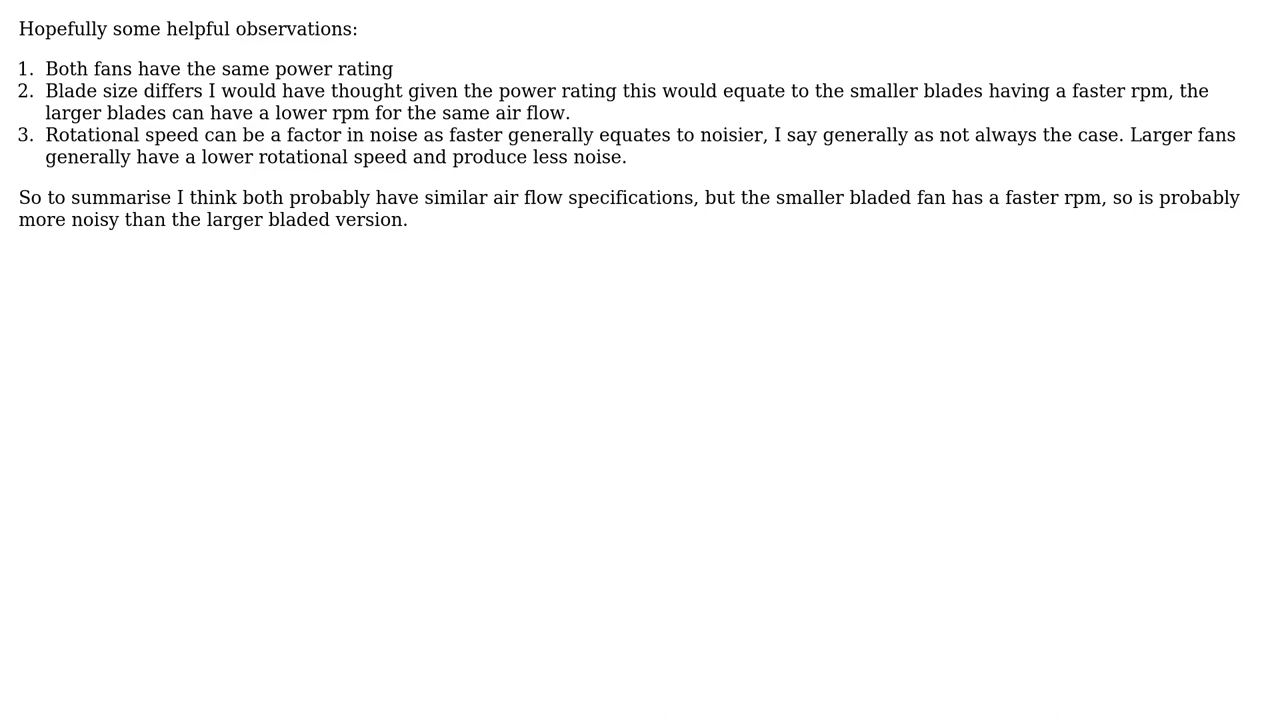 Hopefully some helpful observations:
1. Both fans have the same power rating
2. Blade size differs I would have thought given the power rating this would equate to the smaller blades having a faster rpm, the
larger blades can have a lower rpm for the same air flow.
3. Rotational speed can be a factor in noise as faster generally equates to noisier, I say generally as not always the case. Larger fans
generally have a lower rotational speed and produce less noise.
So to summarise I think both probably have similar air flow specifications, but the smaller bladed fan has a faster rpm, so is probably
more noisy than the larger bladed version.